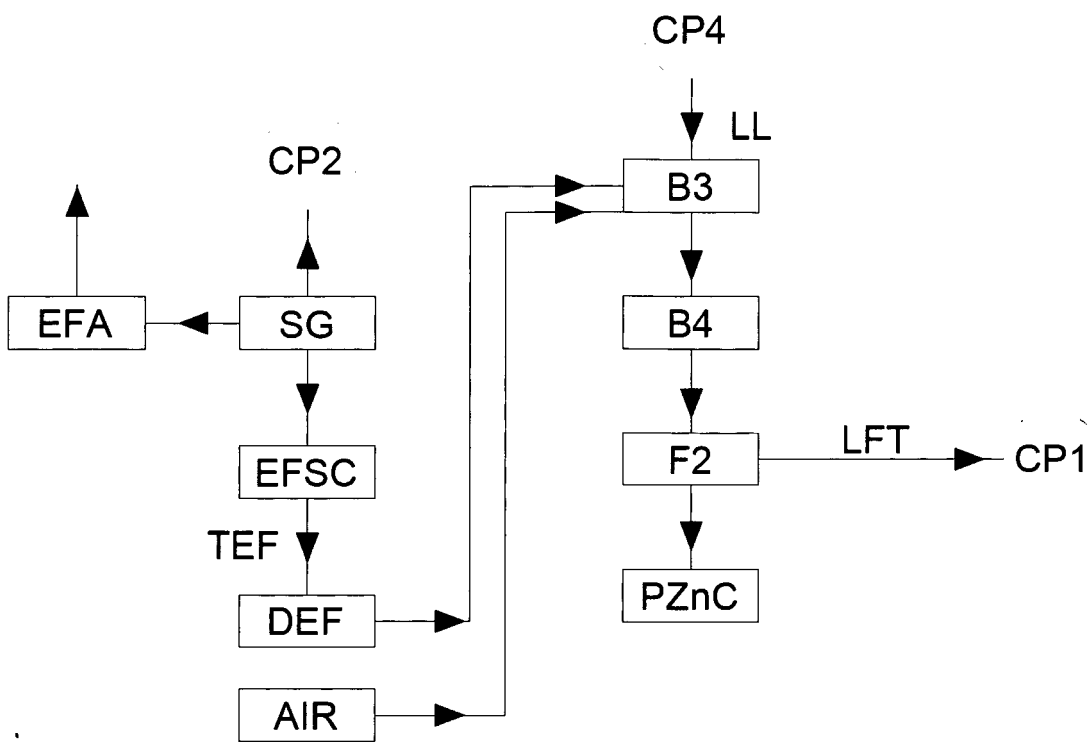 CP4
LL
CP2
B3
EFA
SG
B4
EFSC
F2
LFT
CP1
TEF
DEF
PZnC
AIR